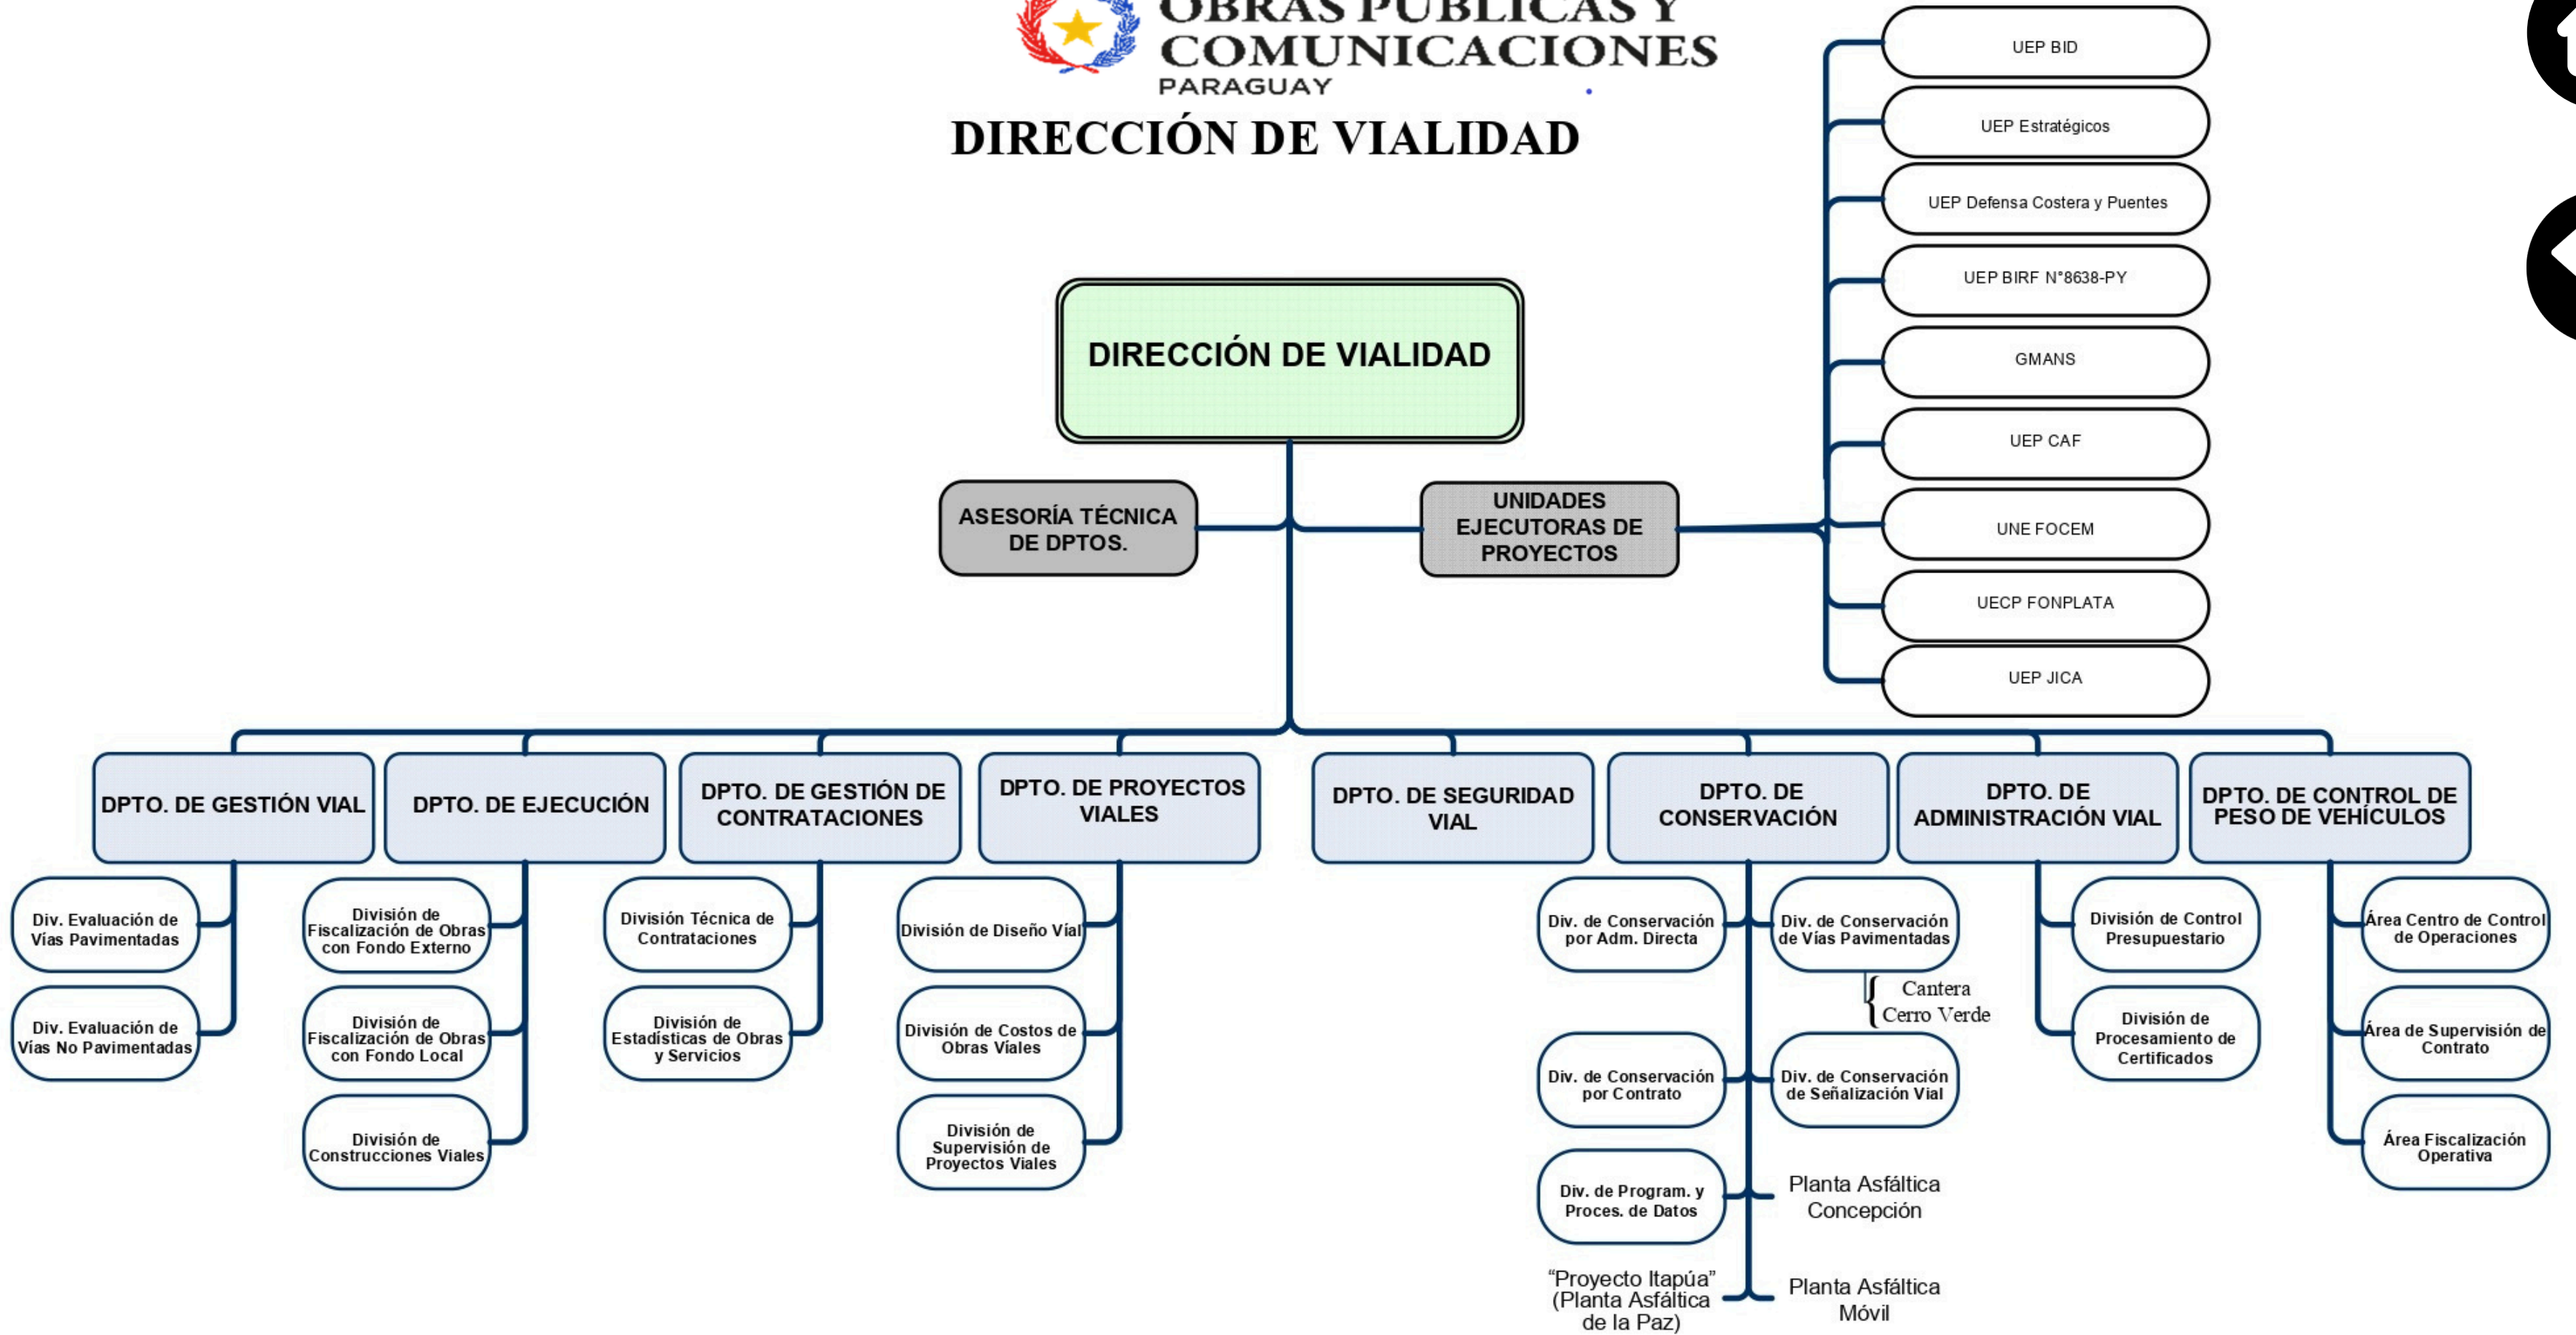 OBRAS PÚBLICAS Y
COMUNICACIONES
PARAGUAY
DIRECCIÓN DE VIALIDAD
UEP BID
UEP Estratégicos
UEP Defensa Costera y Puentes
UEP BIRF N°8638-PY
GMANS
UEP CAF
UNE FOCEM
UECP FONPLATA
UEP JICA
DIRECCIÓN DE VIALIDAD
ASESORÍA TÉCNICA
DE DPTOS.
UNIDADES
EJECUTORAS DE
PROYECTOS
DPTO. DE GESTIÓN VIAL
Div. Evaluación de
Vías Pavimentadas
Div. Evaluación de
Vías No Pavimentadas
DPTO. DE EJECUCIÓN
División de
Fiscalización de Obras
con Fondo Externo
División de
Fiscalización de Obras
con Fondo Local
División de
Construcciones Viales
DPTO. DE GESTIÓN DE
CONTRATACIONES
División Técnica de
Contrataciones
División de
Estadísticas de Obras
y Servicios
DPTO. DE PROYECTOS
VIALES
División de Diseño Víal
División de Costos de
Obras Víales
División de
Supervisión de
Proyectos Viales
DPTO. DE SEGURIDAD
VIAL
DPTO. DE
CONSERVACIÓN
Div. de Conservación
por Adm. Directa
Div. de Conservación
de Vías Pavimentadas
Cantera
Cerro Verde
Div. de Conservación
por Contrato
Div. de Conservación
de Señalización Vial
Div. de Program. y
Proces. de Datos
Planta Asfáltica
Concepción
“Proyecto Itapúa”
(Planta Asfáltica
de la Paz)
Planta Asfáltica
Móvil
DPTO. DE
ADMINISTRACIÓN VIAL
División de Control
Presupuestario
División de
Procesamiento de
Certificados
DPTO. DE CONTROL DE
PESO DE VEHÍCULOS
Área Centro de Control
de Operaciones
Área de Supervisión de
Contrato
Área Fiscalización
Operativa